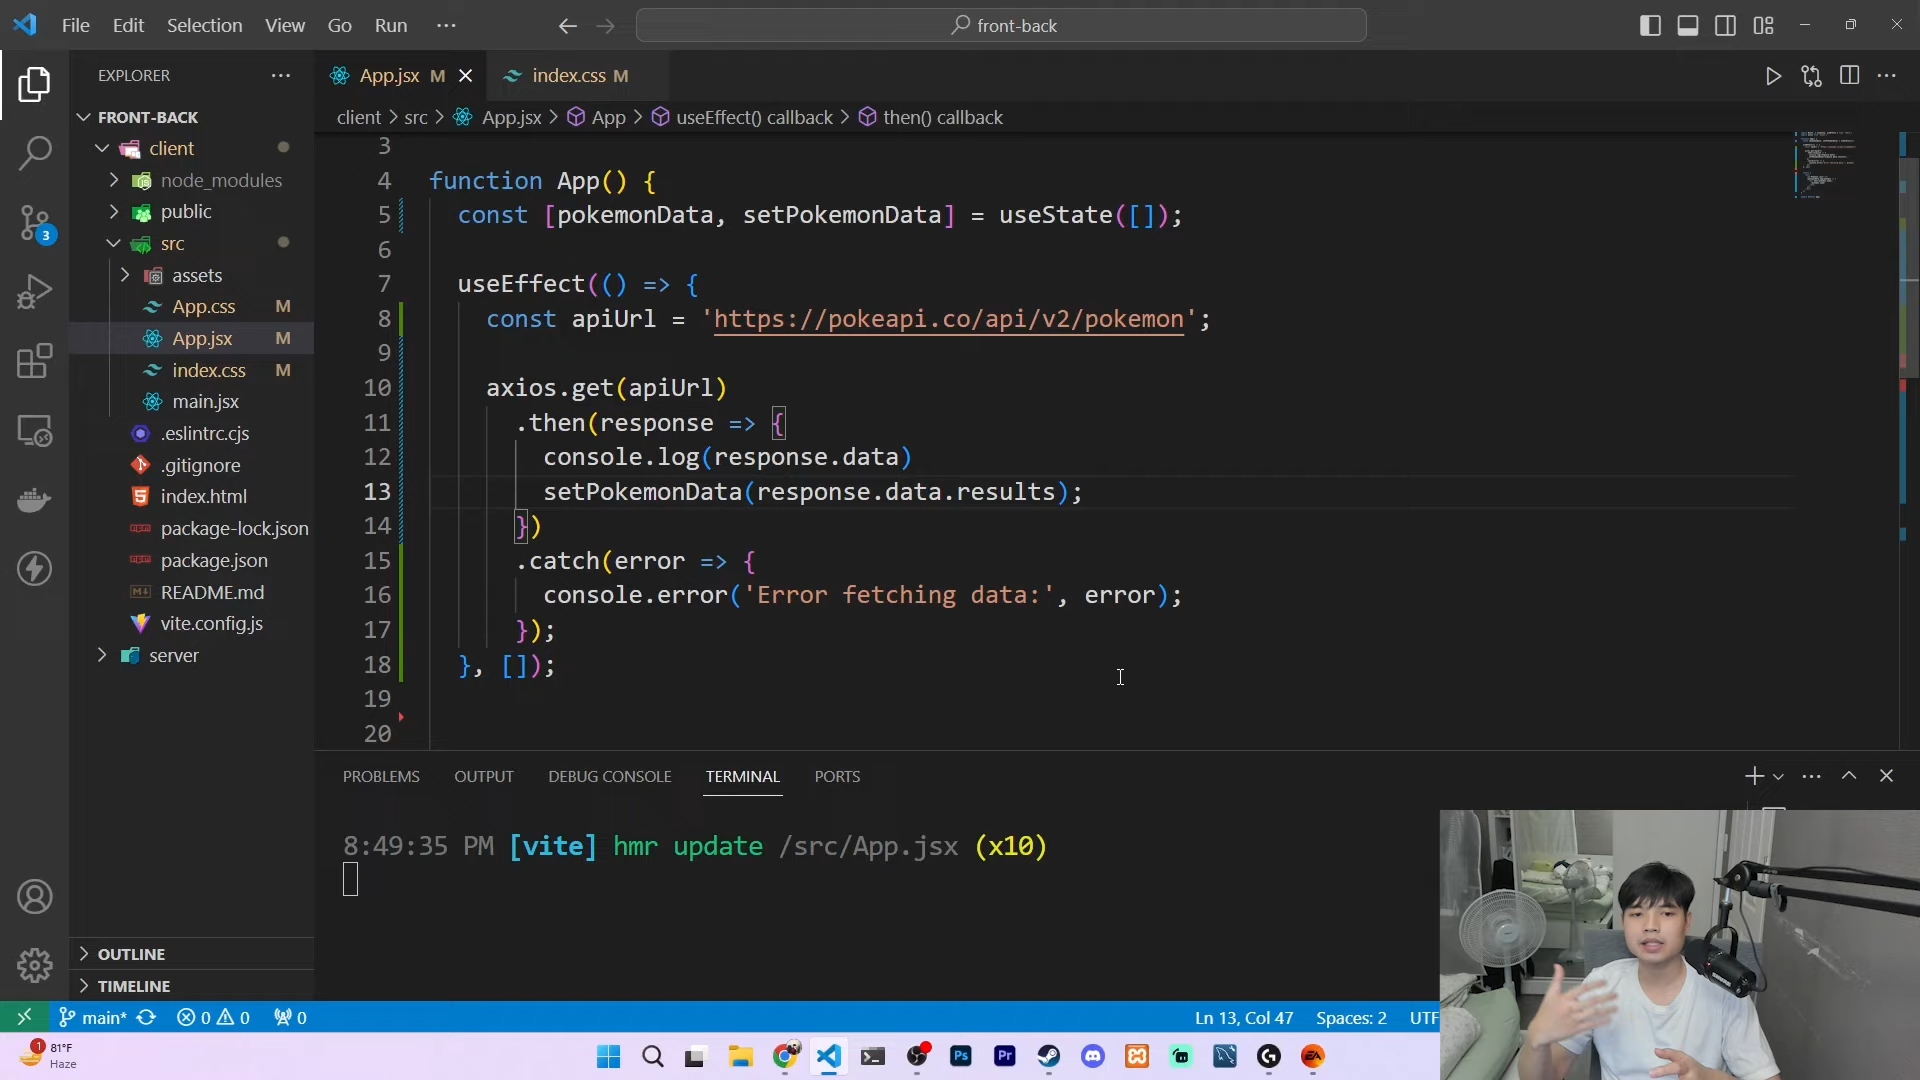 File Edit Selection View Go Run ···
front-back
EXPLORER ···
FRONT-BACK
client
node_modules
public
src
assets
App.css M
App.jsx M
index.css M
main.jsx
.eslintrc.cjs
.gitignore
index.html
package-lock.json
package.json
README.md
vite.config.js
server
OUTLINE
TIMELINE
3
App.jsx M
index.css M
client > src > App.jsx > App > useEffect() callback > then() callback
3
4 function App() {
5 const [pokemonData, setPokemonData] = useState([]);
6
7 useEffect(() => {
8 const apiUrl = 'https://pokeapi.co/api/v2/pokemon';
9
10 axios.get(apiUrl)
11 .then(response => {
12 console.log(response.data)
13 setPokemonData(response.data.results);
14 })
15 .catch(error => {
16 console.error('Error fetching data:', error);
17 });
18 }, []);
19
20
PROBLEMS OUTPUT DEBUG CONSOLE TERMINAL PORTS
8:49:35 PM [vite] hmr update /src/App.jsx (x10)
main* 0 0 0 Ln 13, Col 47 Spaces: 2 UTF
1 81°F
Haze
Ps Pr EA